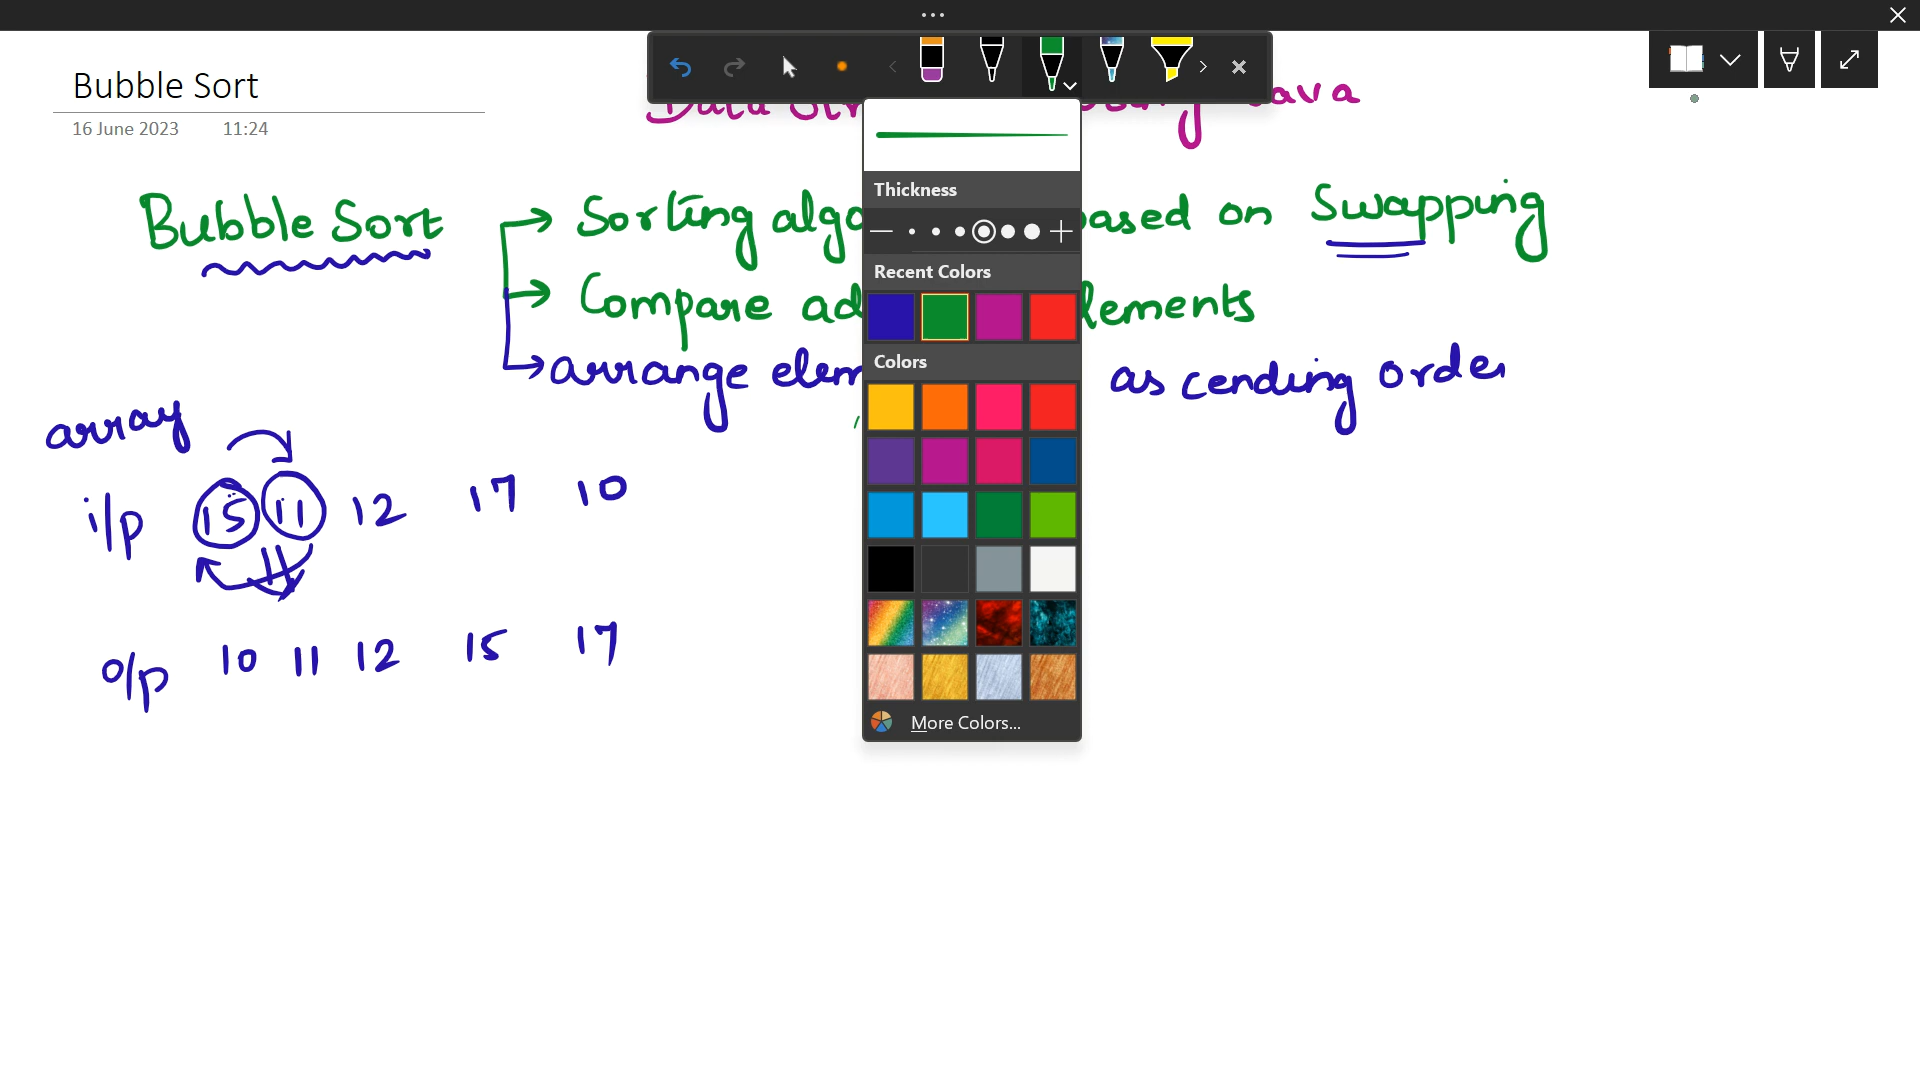 Bubble Sort
16 June 2023 11:24
Java
Bubble Sort → Sorting algo based on Swapping
→ Compare ad lements
→ arrange elem as cending order
array
i/p 15 11 12 17 10
o/p 10 11 12 15 17
Thickness
Recent Colors
Colors
More Colors...